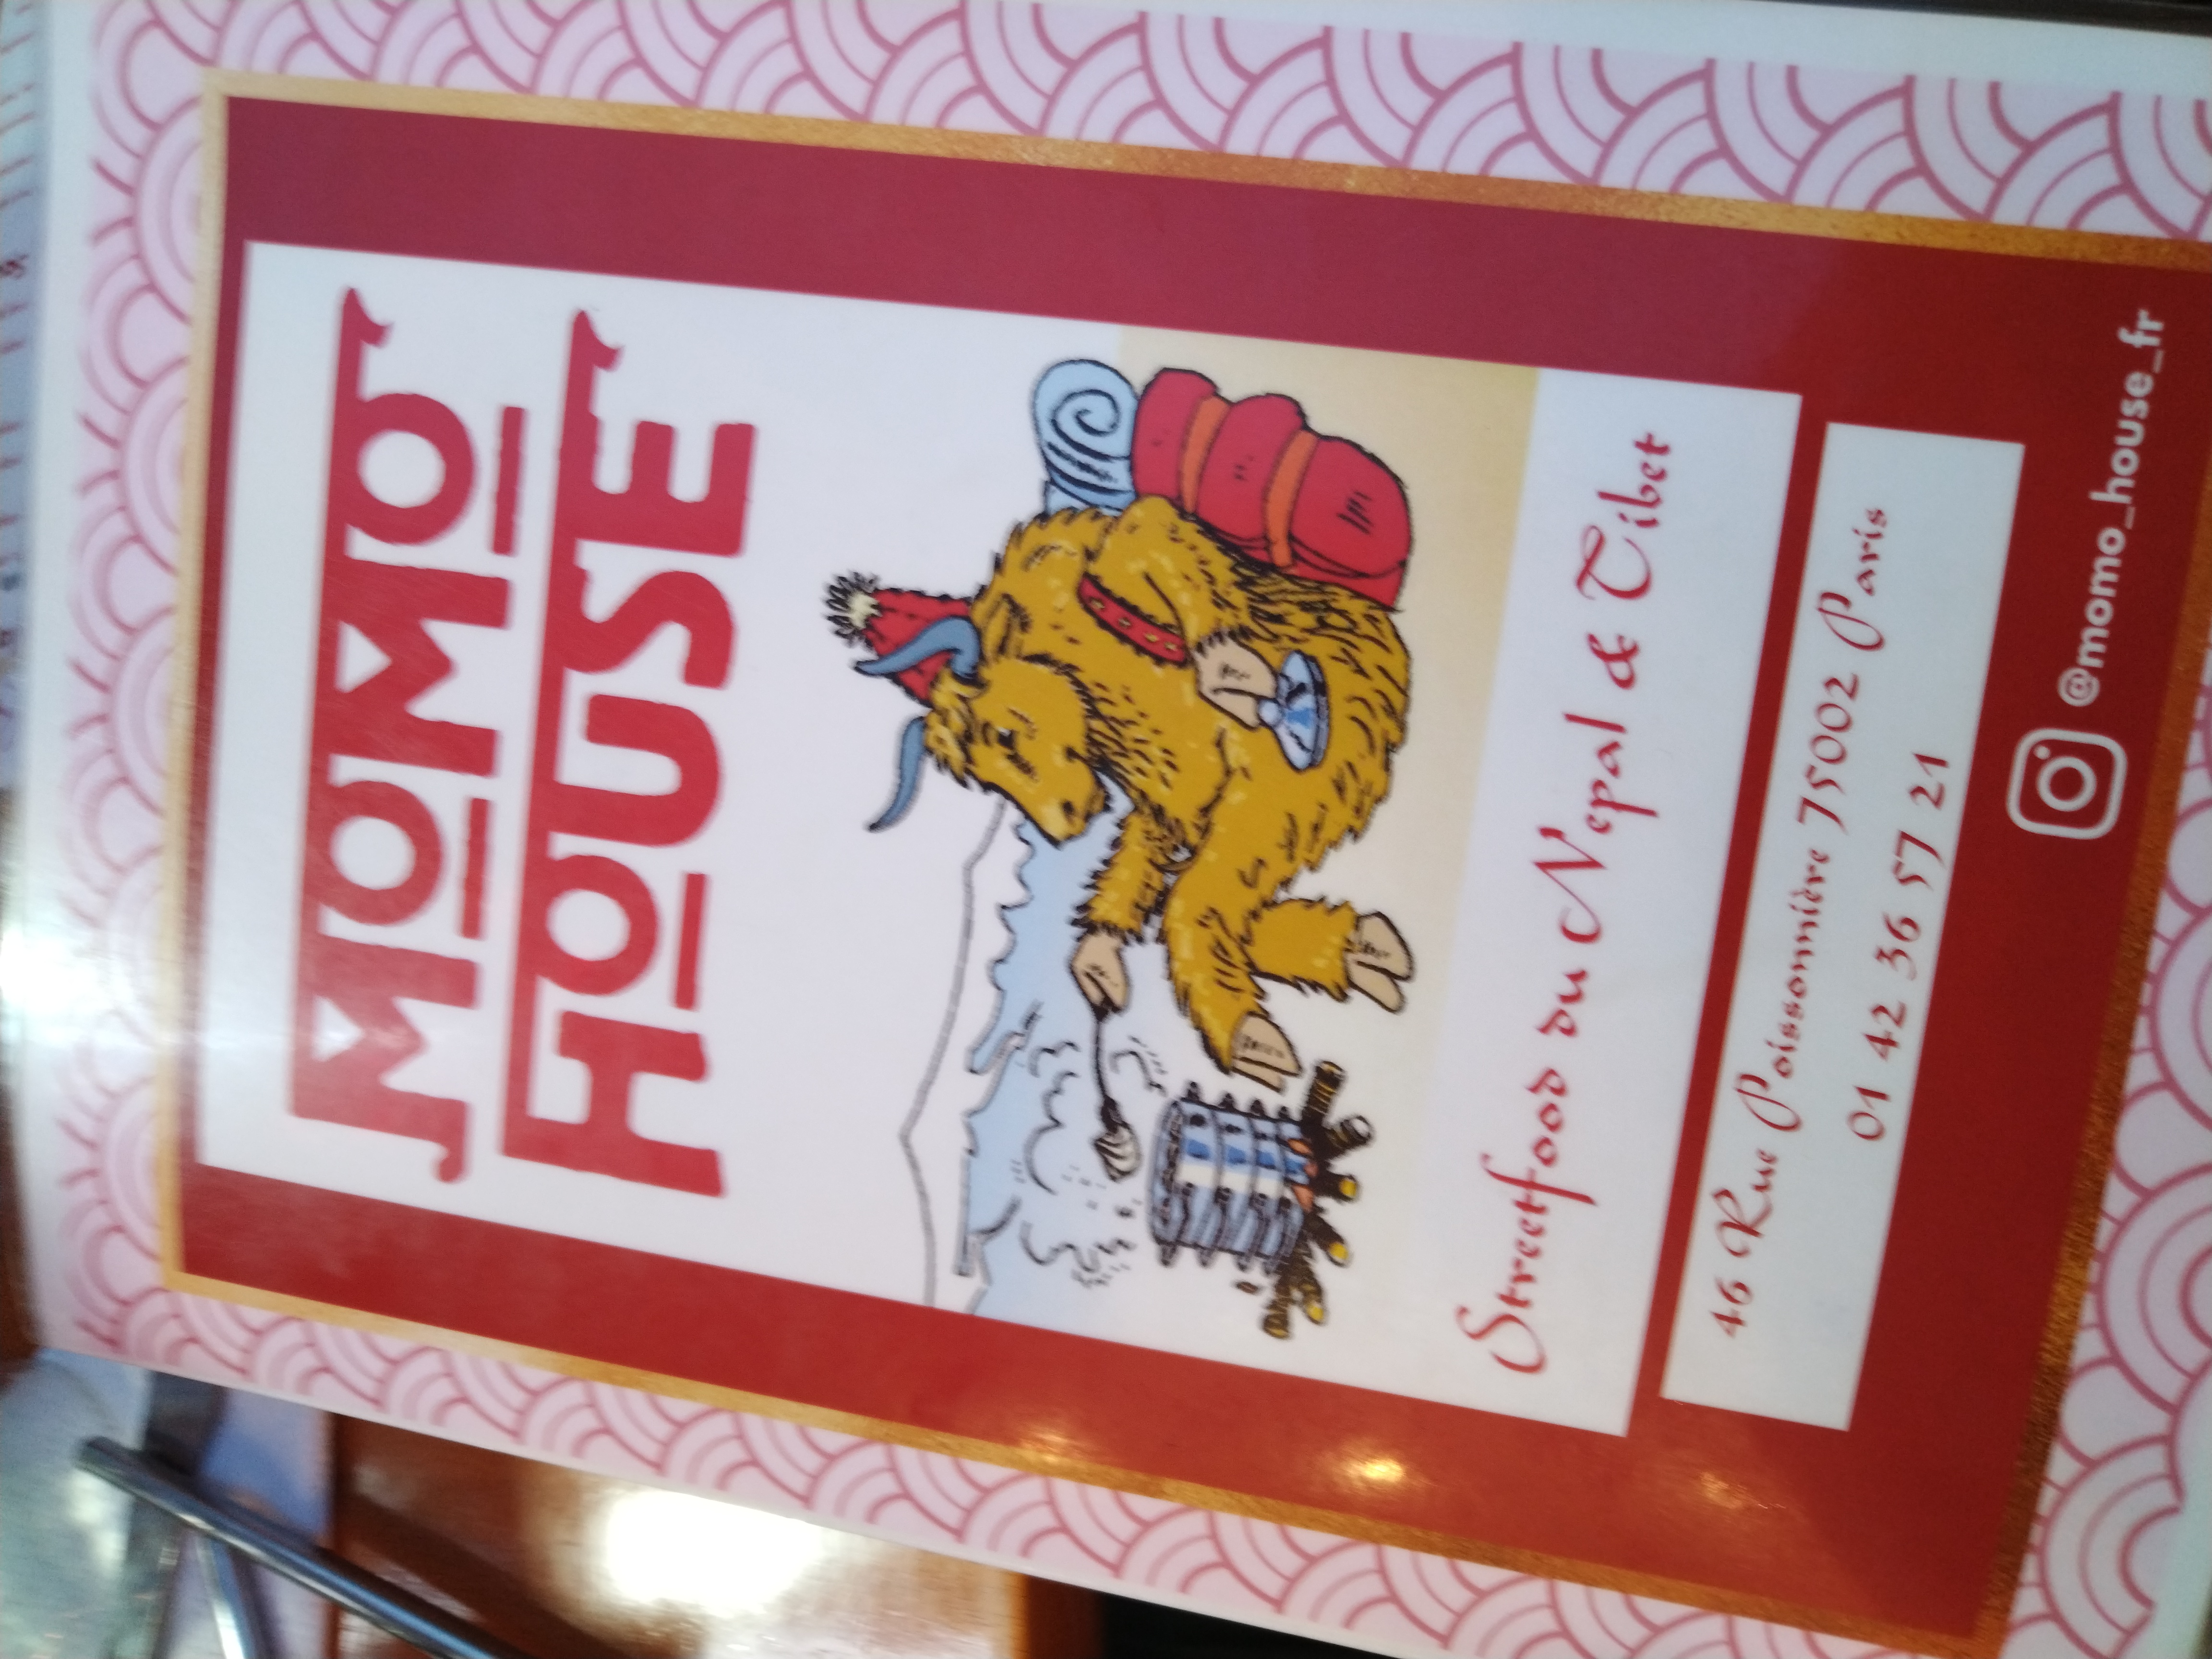 MOMO
HOUSE
Streetfood du Nepal & Tibet
46 Rue Poissonnière 75002 Paris
01 42 36 57 21
@momo_house_fr